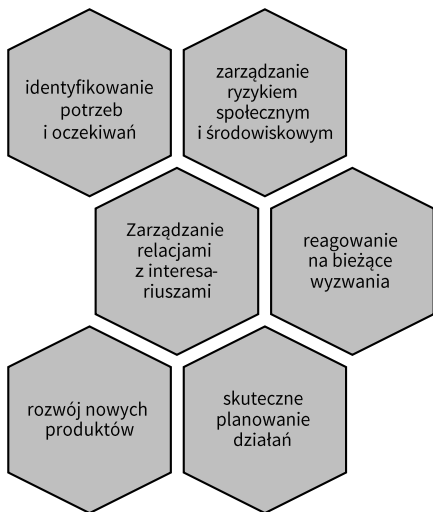 identyfikowanie
potrzeb
i oczekiwań
zarządzanie
ryzykiem
społecznym
i środowiskowym
Zarządzanie
relacjami
z interesa-
riuszami
reagowanie
na bieżące
wyzwania
rozwój nowych
produktów
skuteczne
planowanie
działań